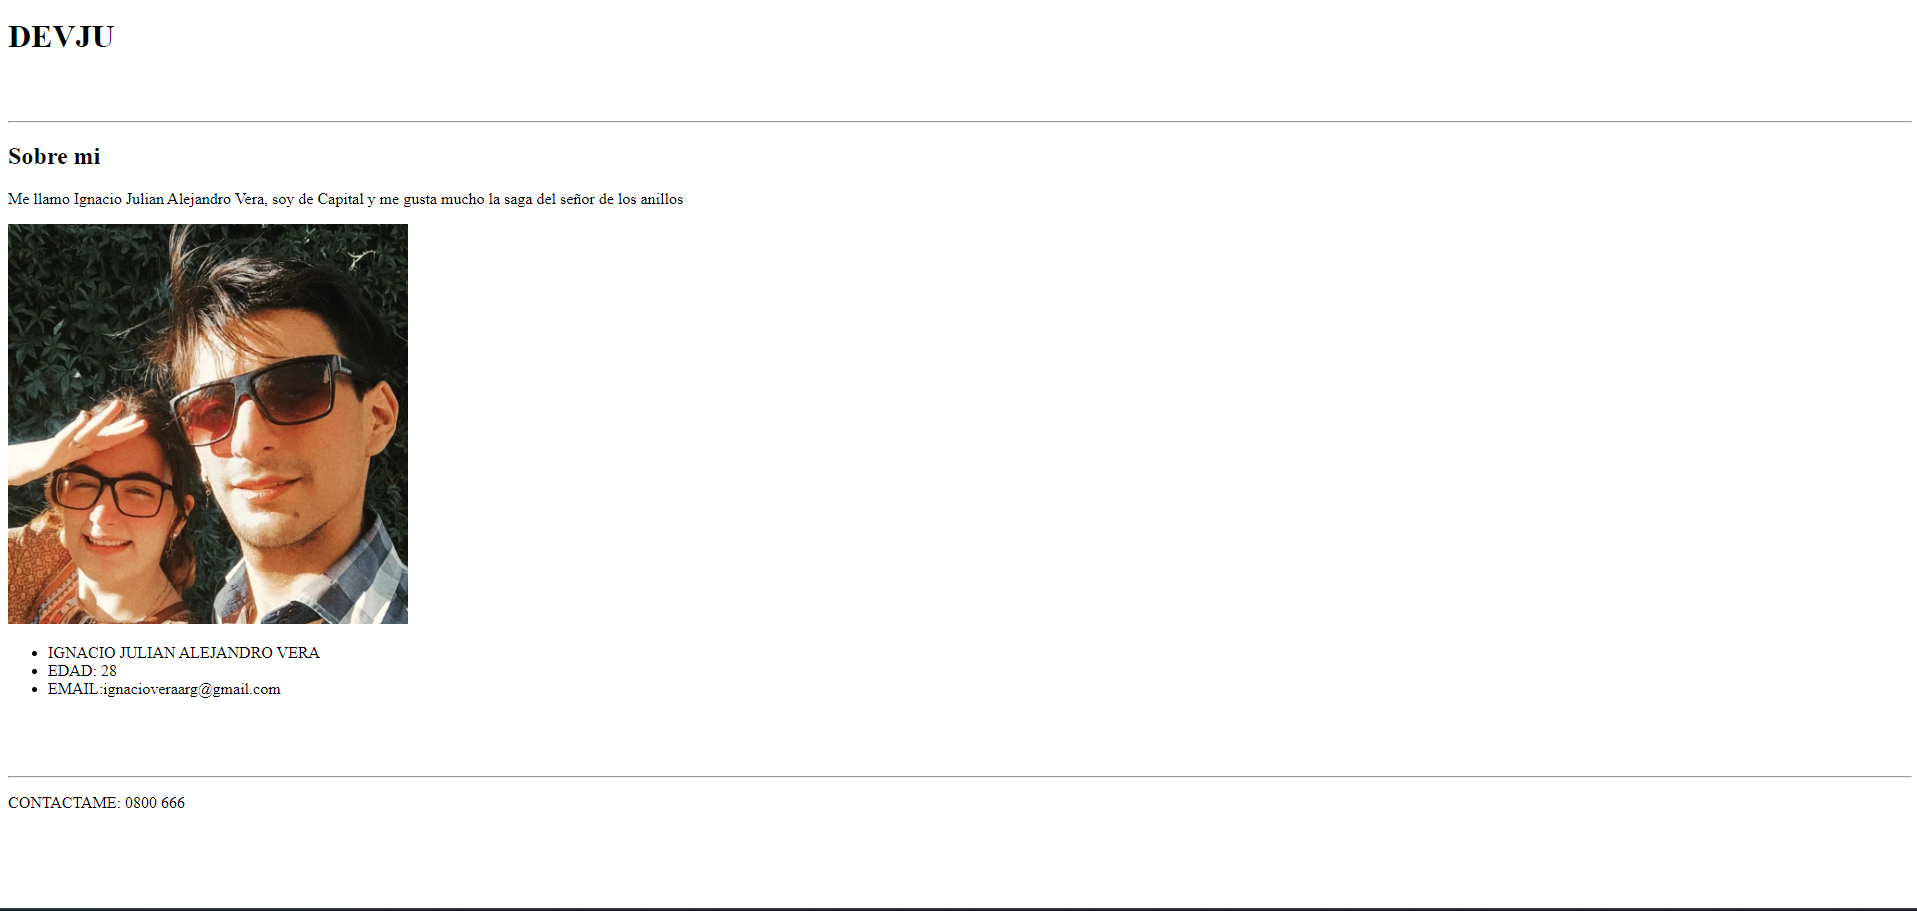 DEVJU
Sobre mi
Me llamo Ignacio Julian Alejandro Vera, soy de Capital y me gusta mucho la saga del señor de los anillos
IGNACIO JULIAN ALEJANDRO VERA
EDAD: 28
EMAIL:ignacioveraarg@gmail.com
CONTACTAME: 0800 666